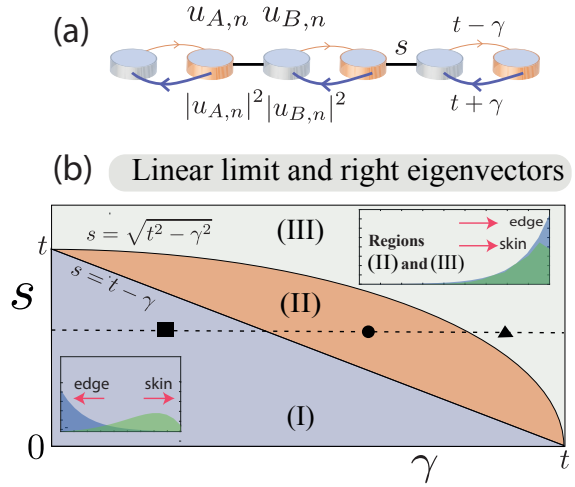 (a)
u_{A,n} u_{B,n}
s
t − γ
|u_{A,n}|^2 |u_{B,n}|^2
t + γ
(b) Linear limit and right eigenvectors
t
s = \sqrt{t^2 − γ^2}
(III)
edge
skin
Regions
(II) and (III)
s = t − γ
s
(II)
edge
skin
(I)
0
γ
t